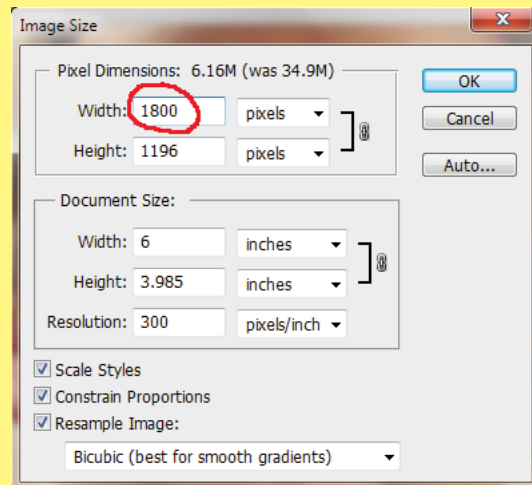 Image Size
Pixel Dimensions: 6.16M (was 34.9M)
OK
Width: 1800 pixels
Cancel
Height: 1196 pixels
Auto...
Document Size:
Width: 6 inches
Height: 3.985 inches
Resolution: 300 pixels/inch
Scale Styles
Constrain Proportions
Resample Image:
Bicubic (best for smooth gradients)